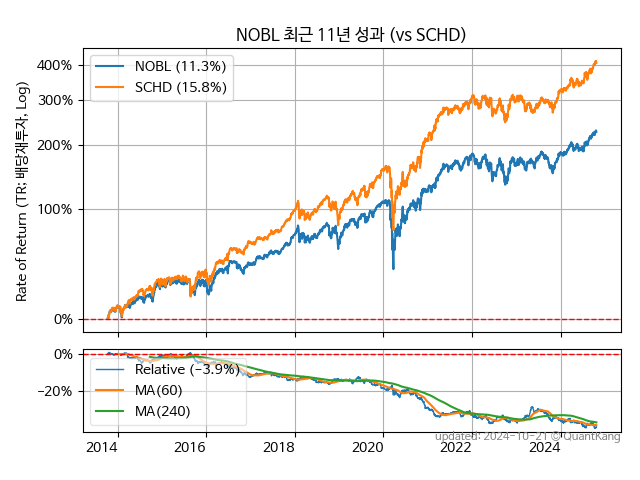 NOBL 최근 11년 성과 (vs SCHD)
Rate of Return (TR: 배당재투자, Log)
400%
300%
200%
100%
0%
NOBL (11.3%)
SCHD (15.8%)
0%
-20%
Relative (-3.9%)
MA(60)
MA(240)
updated: 2024-10-21 © QuantKang
2014 2016 2018 2020 2022 2024